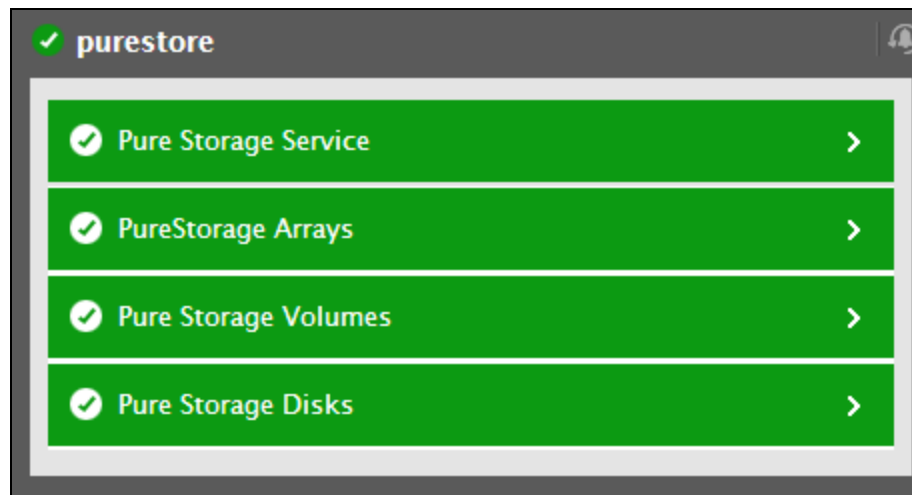 purestore
Pure Storage Service
PureStorage Arrays
Pure Storage Volumes
Pure Storage Disks